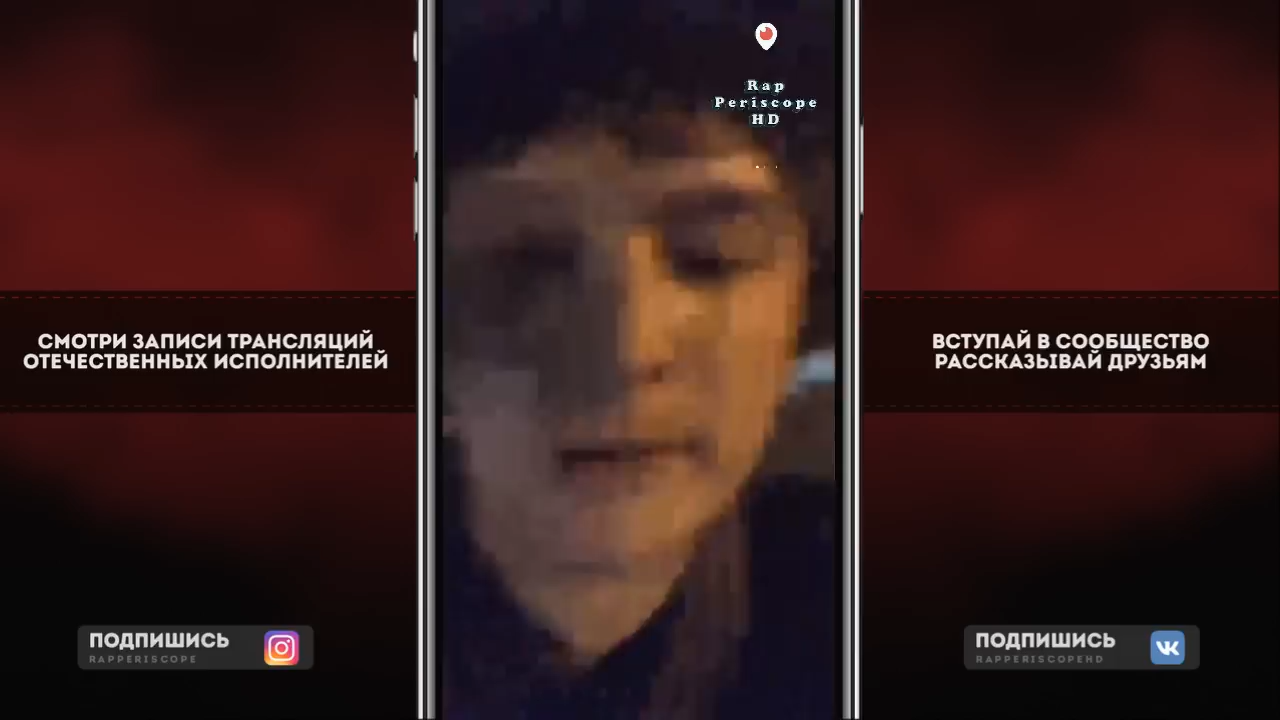 Rap
Periscope
HD
СМОТРИ ЗАПИСИ ТРАНСЛЯЦИЙ
ОТЕЧЕСТВЕННЫХ ИСПОЛНИТЕЛЕЙ
ВСТУПАЙ В СООБЩЕСТВО
РАССКАЗЫВАЙ ДРУЗЬЯМ
ПОДПИШИСЬ
RAPPERISCOPE
ПОДПИШИСЬ
RAPPERISCOPEHD